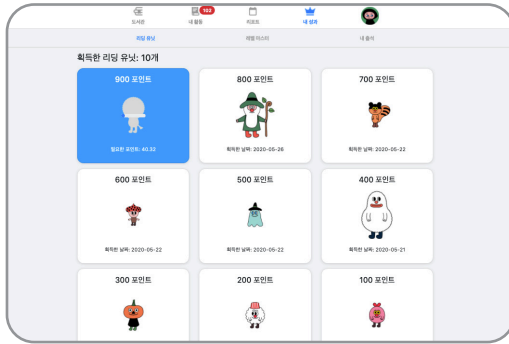 102
도서관
내 활동
리포트
내 성과
리딩 유닛
레벨 마스터
내 출석
획득한 리딩 유닛: 10개
900 포인트
800 포인트
700 포인트
필요한 포인트: 40.32
획득한 날짜: 2020-05-26
획득한 날짜: 2020-05-22
600 포인트
500 포인트
400 포인트
획득한 날짜: 2020-05-22
획득한 날짜: 2020-05-22
획득한 날짜: 2020-05-21
300 포인트
200 포인트
100 포인트